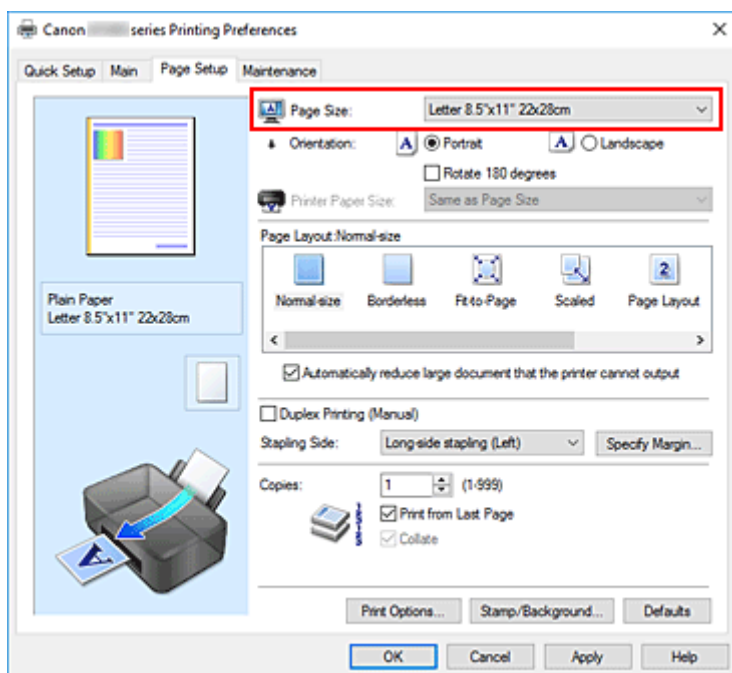 Canon series Printing Preferences
Quick Setup Main Page Setup Maintenance
Page Size: Letter 8.5"x11" 22x28cm
Orientation: A Portrait A Landscape
Rotate 180 degrees
Printer Paper Size: Same as Page Size
Page Layout:Normal-size
2
Normal-size Borderless Fit-to-Page Scaled Page Layout
Plain Paper
Letter 8.5"x11" 22x28cm
Automatically reduce large document that the printer cannot output
Duplex Printing (Manual)
Stapling Side: Long-side stapling (Left) Specify Margin...
Copies: 1 (1-999)
Print from Last Page
Collate
A
Print Options... Stamp/Background... Defaults
OK Cancel Apply Help